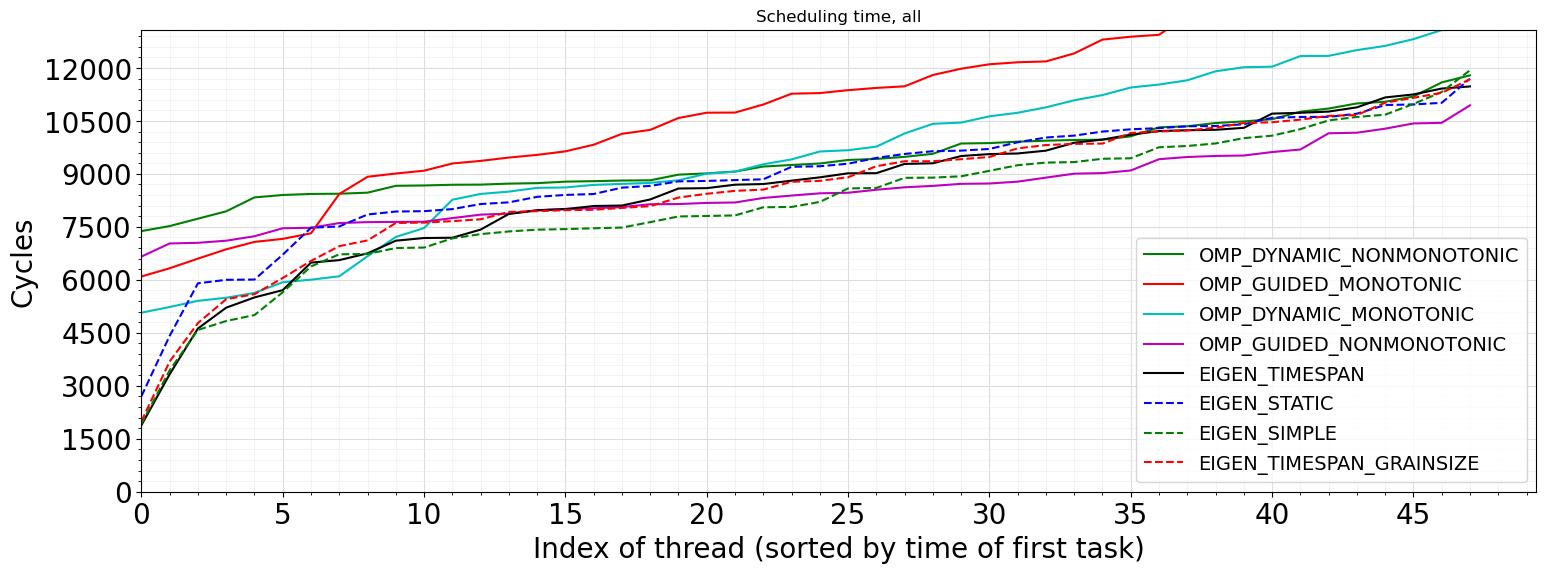 Scheduling time, all
Cycles
12000
10500
9000
7500
6000
4500
3000
1500
0
0 5 10 15 20 25 30 35 40 45
Index of thread (sorted by time of first task)
OMP_DYNAMIC_NONMONOTONIC
OMP_GUIDED_MONOTONIC
OMP_DYNAMIC_MONOTONIC
OMP_GUIDED_NONMONOTONIC
EIGEN_TIMESPAN
EIGEN_STATIC
EIGEN_SIMPLE
EIGEN_TIMESPAN_GRAINSIZE